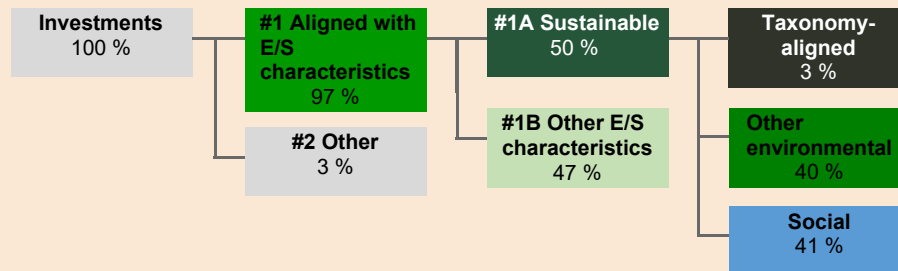 Investments
100 %
#1 Aligned with
E/S
characteristics
97 %
#2 Other
3 %
#1A Sustainable
50 %
#1B Other E/S
characteristics
47 %
Taxonomy-
aligned
3 %
Other
environmental
40 %
Social
41 %